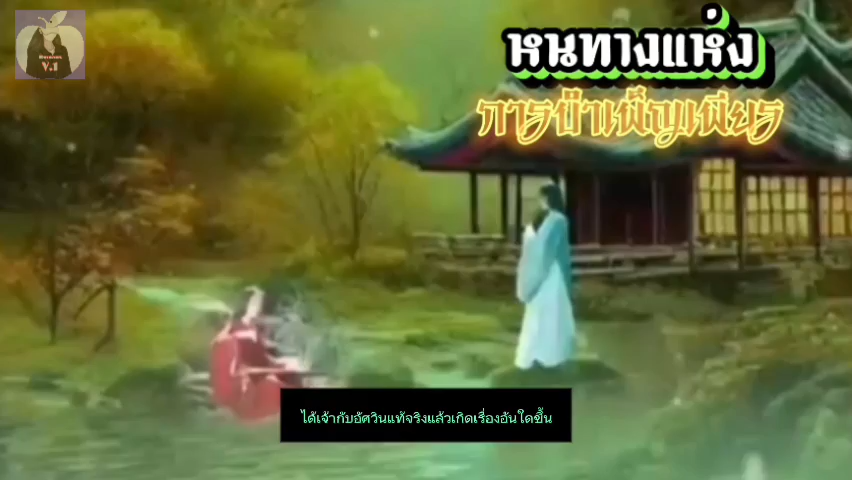 V.1
หนทางแห่ง
การบำเพ็ญเพียร
ไต้เจ้ากับอัศวินแท้จริงแล้วเกิดเรื่องอันใดขึ้น